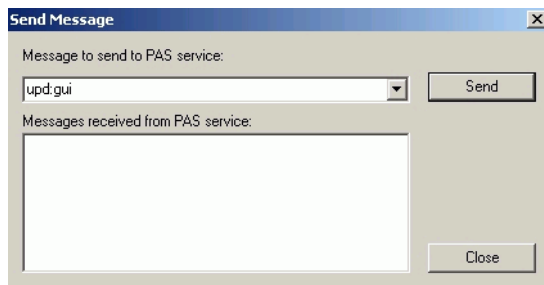 Send Message
Message to send to PAS service:
upd:gui
Send
Messages received from PAS service:
Close